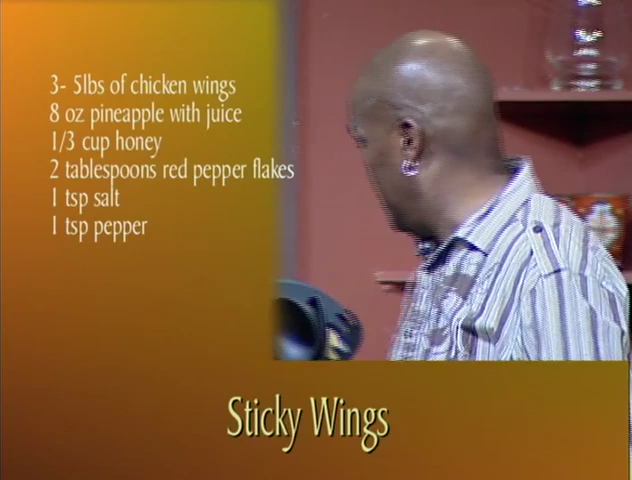 3- 5lbs of chicken wings
8 oz pineapple with juice
1/3 cup honey
2 tablespoons red pepper flakes
1 tsp salt
1 tsp pepper
Sticky Wings